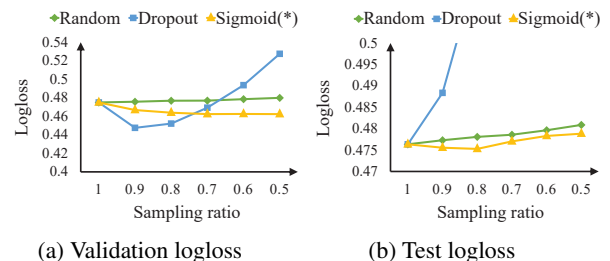 Random Dropout Sigmoid(*)
0.54
0.52
0.5
0.48
0.46
0.44
0.42
0.4
Logloss
1 0.9 0.8 0.7 0.6 0.5
Sampling ratio
(a) Validation logloss
Random Dropout Sigmoid(*)
0.5
0.495
0.49
0.485
0.48
0.475
0.47
Logloss
1 0.9 0.8 0.7 0.6 0.5
Sampling ratio
(b) Test logloss